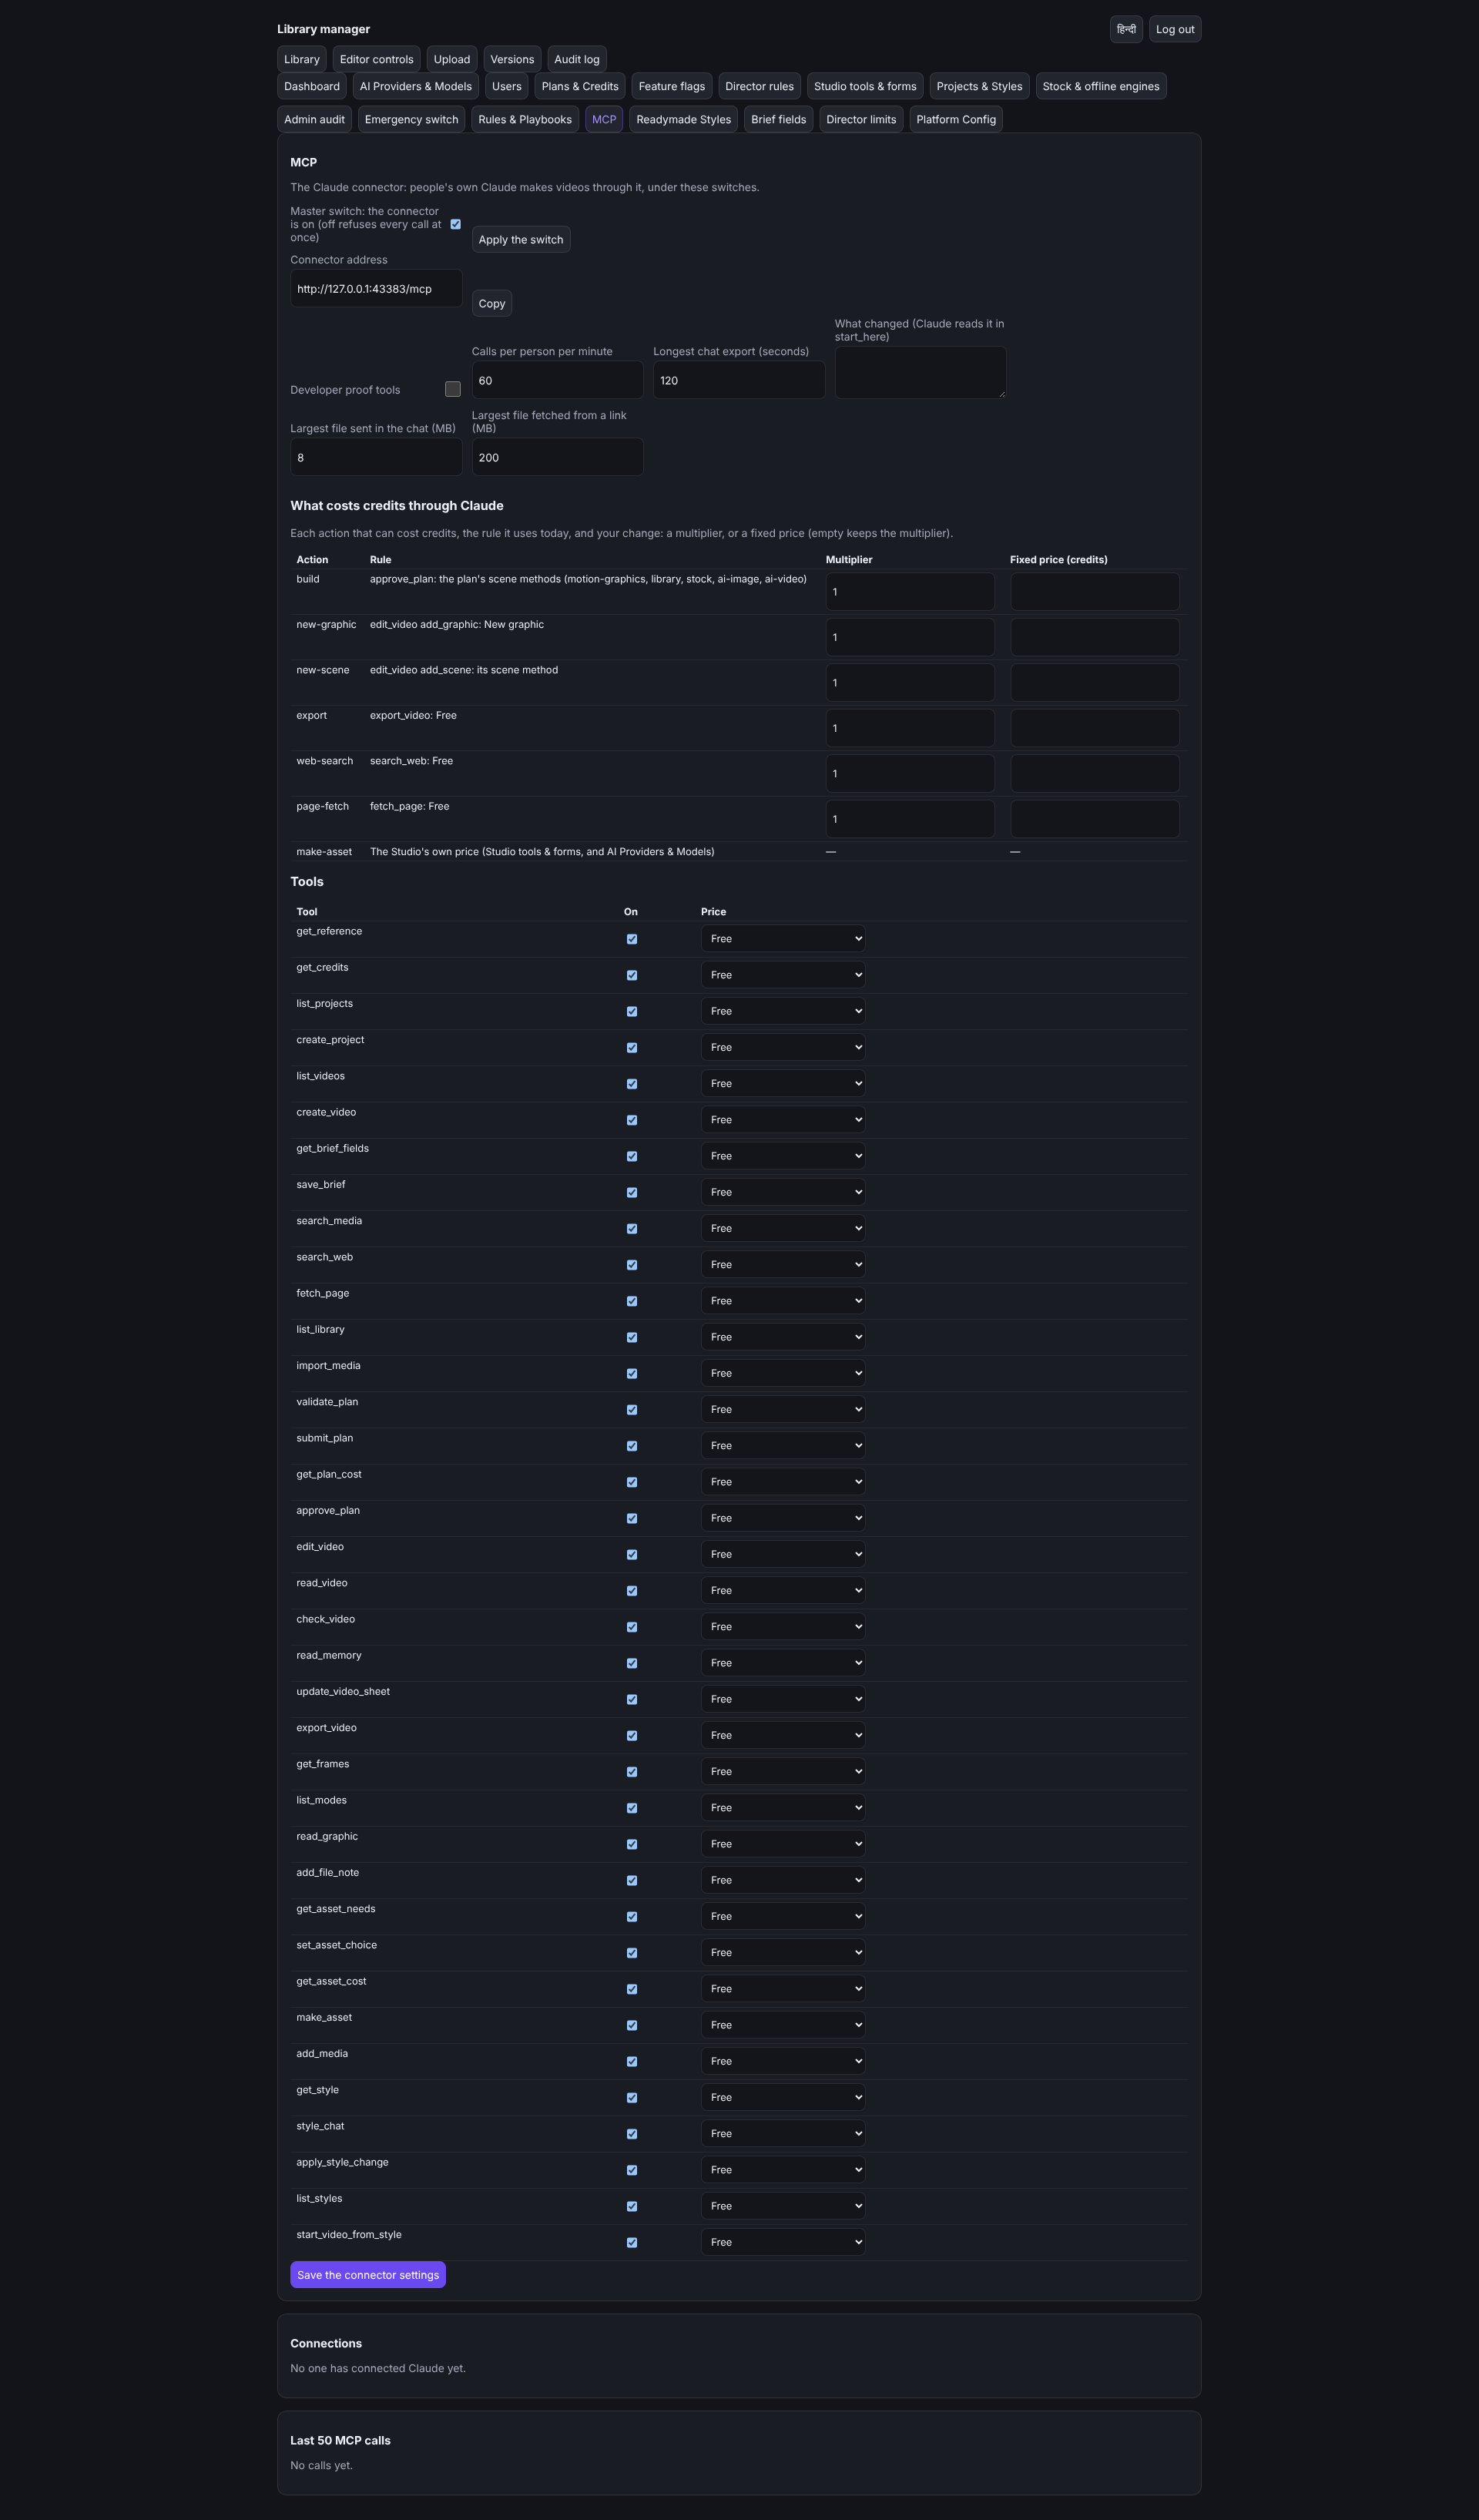 Library manager
हिन्दी
Log out
Library
Editor controls
Upload
Versions
Audit log
Dashboard
AI Providers & Models
Users
Plans & Credits
Feature flags
Director rules
Studio tools & forms
Projects & Styles
Stock & offline engines
Admin audit
Emergency switch
Rules & Playbooks
MCP
Readymade Styles
Brief fields
Director limits
Platform Config
MCP
The Claude connector: people's own Claude makes videos through it, under these switches.
Master switch: the connector
is on (off refuses every call at
once)
Apply the switch
Connector address
http://127.0.0.1:43383/mcp
Copy
Developer proof tools
Calls per person per minute
60
Longest chat export (seconds)
120
What changed (Claude reads it in
start_here)
Largest file sent in the chat (MB)
8
Largest file fetched from a link
(MB)
200
What costs credits through Claude
Each action that can cost credits, the rule it uses today, and your change: a multiplier, or a fixed price (empty keeps the multiplier).
Action Rule Multiplier Fixed price (credits)
build approve_plan: the plan's scene methods (motion-graphics, library, stock, ai-image, ai-video) 1
new-graphic edit_video add_graphic: New graphic 1
new-scene edit_video add_scene: its scene method 1
export export_video: Free 1
web-search search_web: Free 1
page-fetch fetch_page: Free 1
make-asset The Studio's own price (Studio tools & forms, and AI Providers & Models) — —
Tools
Tool On Price
get_reference Free
get_credits Free
list_projects Free
create_project Free
list_videos Free
create_video Free
get_brief_fields Free
save_brief Free
search_media Free
search_web Free
fetch_page Free
list_library Free
import_media Free
validate_plan Free
submit_plan Free
get_plan_cost Free
approve_plan Free
edit_video Free
read_video Free
check_video Free
read_memory Free
update_video_sheet Free
export_video Free
get_frames Free
list_modes Free
read_graphic Free
add_file_note Free
get_asset_needs Free
set_asset_choice Free
get_asset_cost Free
make_asset Free
add_media Free
get_style Free
style_chat Free
apply_style_change Free
list_styles Free
start_video_from_style Free
Save the connector settings
Connections
No one has connected Claude yet.
Last 50 MCP calls
No calls yet.